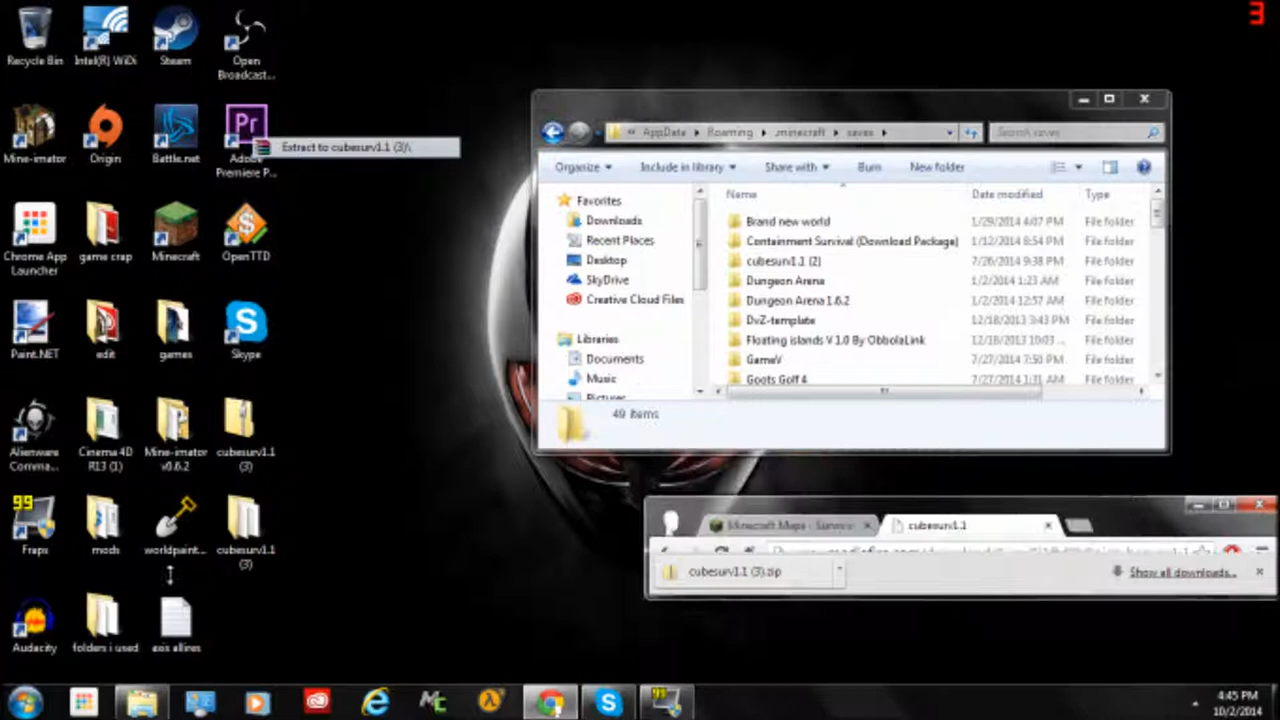 3
Recycle Bin
Intel(R) WiDi
Steam
Open
Broadcast...
Mine-imator
Origin
Battle.net
Adobe
Premiere P...
Extract to cubesurv1.1 (3)\
Chrome App
Launcher
game crap
Minecraft
OpenTTD
Paint.NET
edit
games
Skype
Alienware
Comma...
Cinema 4D
R13 (1)
Mine-imator
v0.6.2
cubesurv1.1
(3)
99
Fraps
mods
worldpaint...
cubesurv1.1
(3)
Audacity
folders i used
axis allires
AppData
Roaming
.minecraft
saves
Search saves
Organize
Include in library
Share with
Burn
New folder
Favorites
Downloads
Recent Places
Desktop
SkyDrive
Creative Cloud Files
Libraries
Documents
Music
Pictures
Name
Date modified
Type
Brand new world
1/29/2014 4:07 PM
File folder
Containment Survival (Download Package)
1/12/2014 8:54 PM
File folder
cubesurv1.1 (2)
7/26/2014 9:38 PM
File folder
Dungeon Arena
1/2/2014 1:23 AM
File folder
Dungeon Arena 1.6.2
1/2/2014 12:57 AM
File folder
DvZ-template
12/18/2013 3:43 PM
File folder
Floating islands V 1.0 By ObbolaLink
12/18/2013 10:03 ...
File folder
GameV
7/27/2014 7:50 PM
File folder
Goots Golf 4
7/27/2014 1:31 AM
File folder
49 items
Minecraft Maps - Surviv
cubesurv1.1
cubesurv1.1 (3).zip
Show all downloads...
4:45 PM
10/2/2014